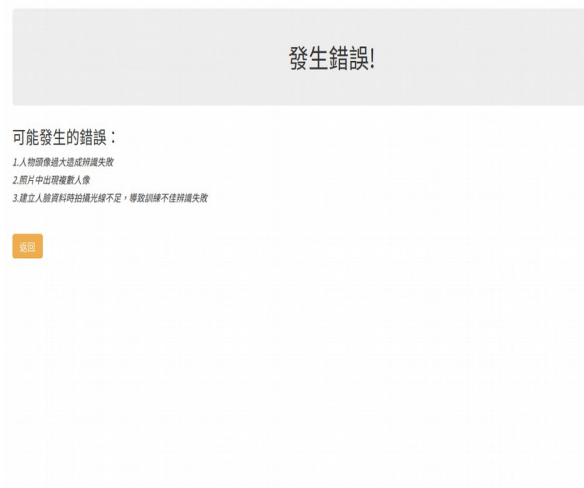 發生錯誤!
可能發生的錯誤：
1.人物頭像過大造成辨識失敗
2.照片中出現複數人像
3.建立人臉資料時拍攝光線不足，導致訓練不佳辨識失敗
返回